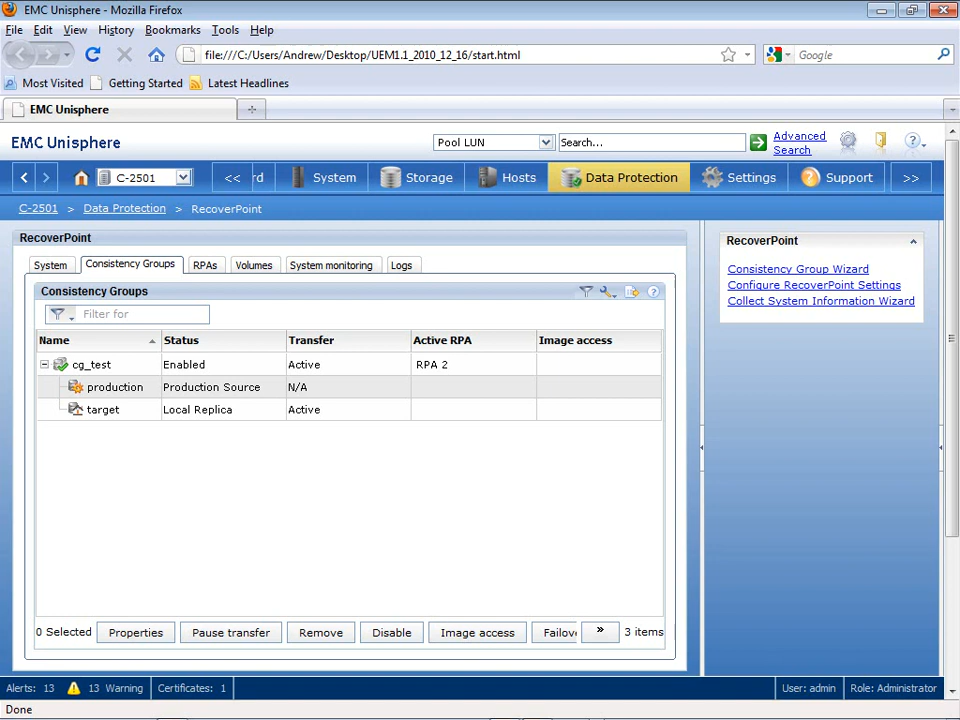 EMC Unisphere - Mozilla Firefox
File Edit View History Bookmarks Tools Help
file:///C:/Users/Andrew/Desktop/UEM1.1_2010_12_16/start.html
Google
Most Visited Getting Started Latest Headlines
EMC Unisphere
EMC Unisphere
Pool LUN
Search...
Advanced Search
C-2501
<< rd System Storage Hosts Data Protection Settings Support >>
C-2501 > Data Protection > RecoverPoint
RecoverPoint
System Consistency Groups RPAs Volumes System monitoring Logs
Consistency Groups
Filter for
Name Status Transfer Active RPA Image access
cg_test Enabled Active RPA 2
production Production Source N/A
target Local Replica Active
0 Selected Properties Pause transfer Remove Disable Image access Failov » 3 items
RecoverPoint
Consistency Group Wizard
Configure RecoverPoint Settings
Collect System Information Wizard
Alerts: 13 13 Warning Certificates: 1 User: admin Role: Administrator
Done